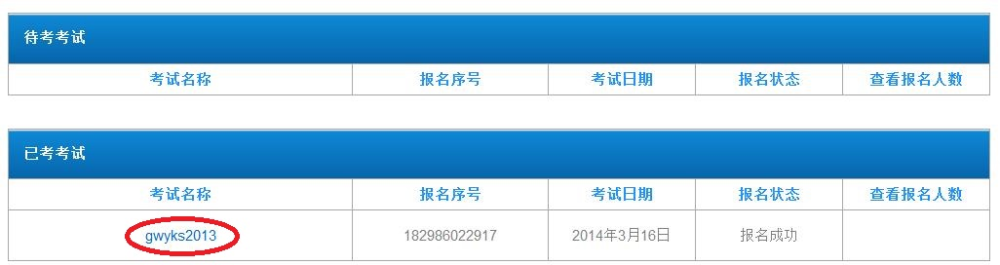 待考考试
考试名称 报名序号 考试日期 报名状态 查看报名人数
已考考试
考试名称 报名序号 考试日期 报名状态 查看报名人数
gwyks2013 182986022917 2014年3月16日 报名成功